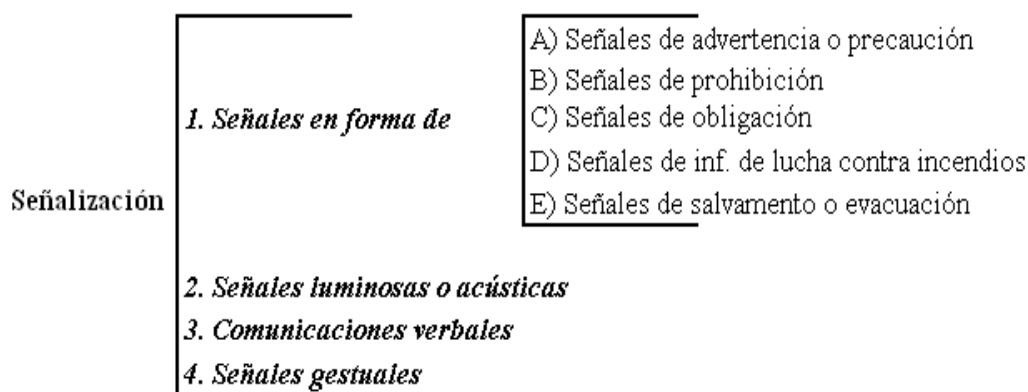 Señalización
1. Señales en forma de
A) Señales de advertencia o precaución
B) Señales de prohibición
C) Señales de obligación
D) Señales de inf. de lucha contra incendios
E) Señales de salvamento o evacuación
2. Señales luminosas o acústicas
3. Comunicaciones verbales
4. Señales gestuales